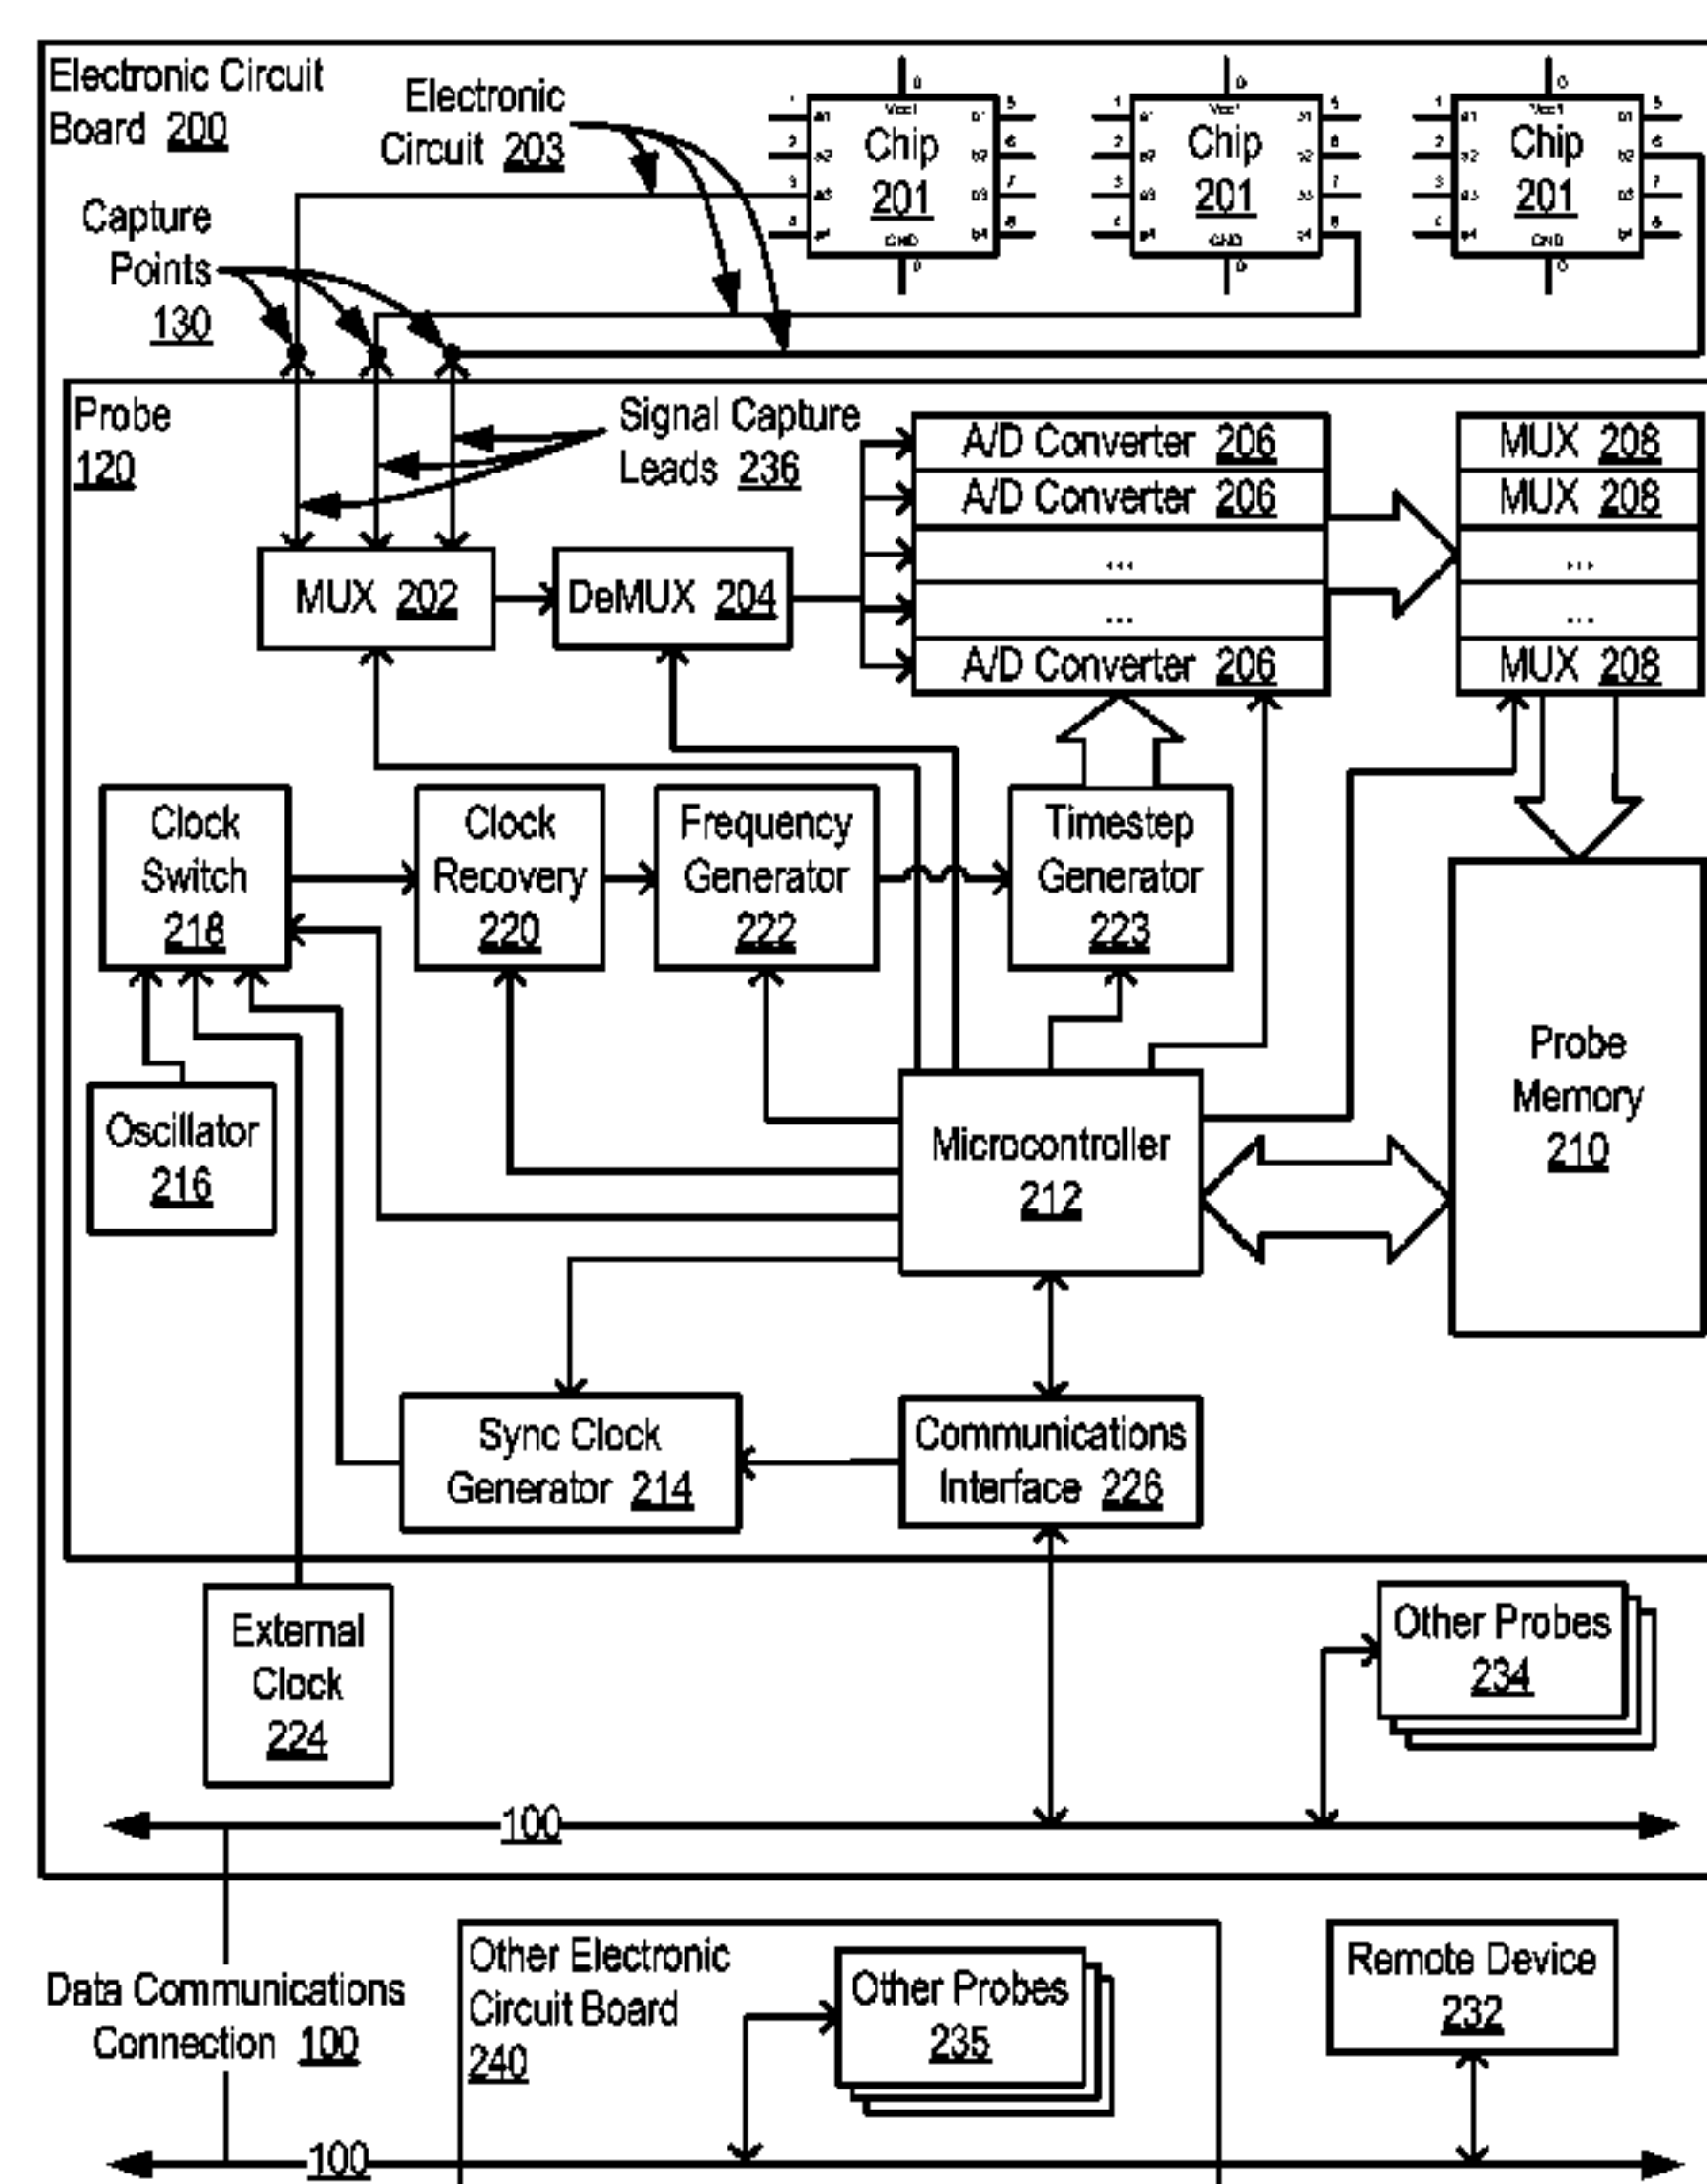 Electronic Circuit
Board 200
Electronic
Circuit 203
Chip
201
Chip
201
Chip
201
GND
GND
GND
Capture
Points
130
Probe
120
Signal Capture
Leads 236
A/D Converter 206
A/D Converter 206
...
...
A/D Converter 206
MUX 208
MUX 208
...
...
MUX 208
MUX 202
DeMUX 204
Clock
Switch
218
Clock
Recovery
220
Frequency
Generator
222
Timestep
Generator
223
Probe
Memory
210
Oscillator
216
Microcontroller
212
Sync Clock
Generator 214
Communications
Interface 226
External
Clock
224
Other Probes
234
100
Data Communications
Connection 100
Other Electronic
Circuit Board
240
Other Probes
235
Remote Device
232
100